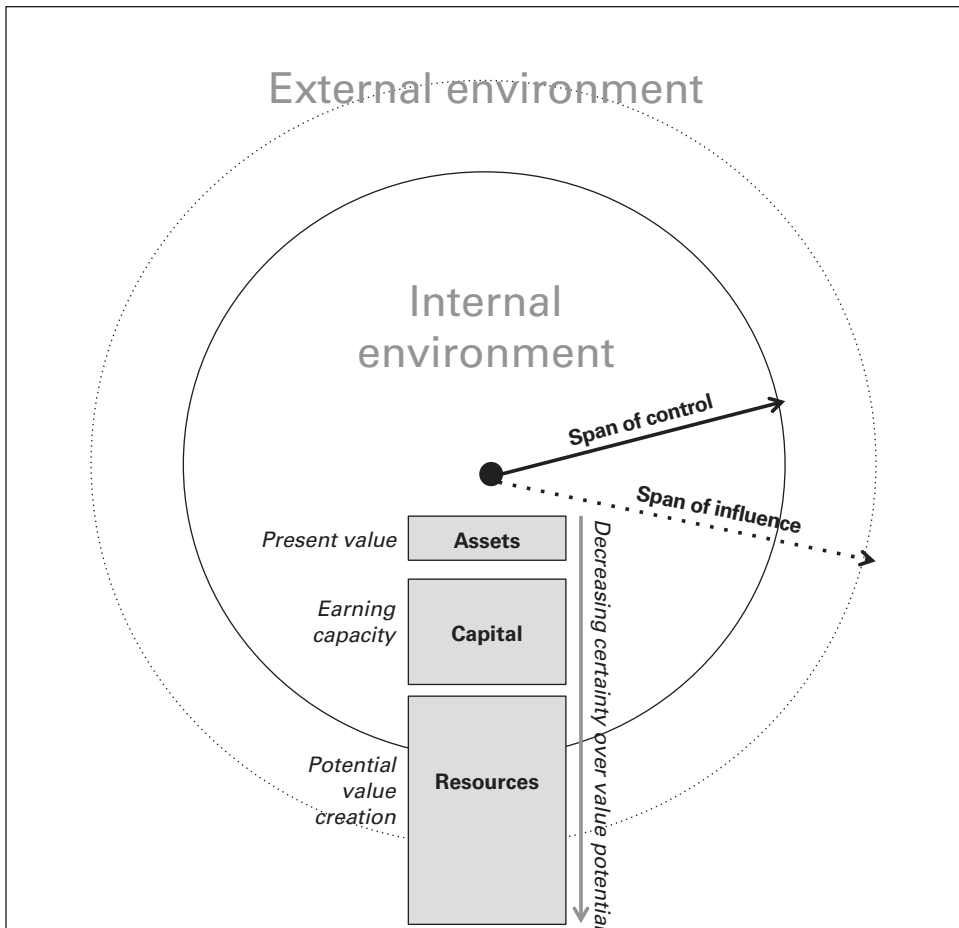 External environment
Internal
environment
Span of control
Span of influence
Present value
Assets
Earning
capacity
Capital
Potential
value
creation
Resources
Decreasing certainty over value potential